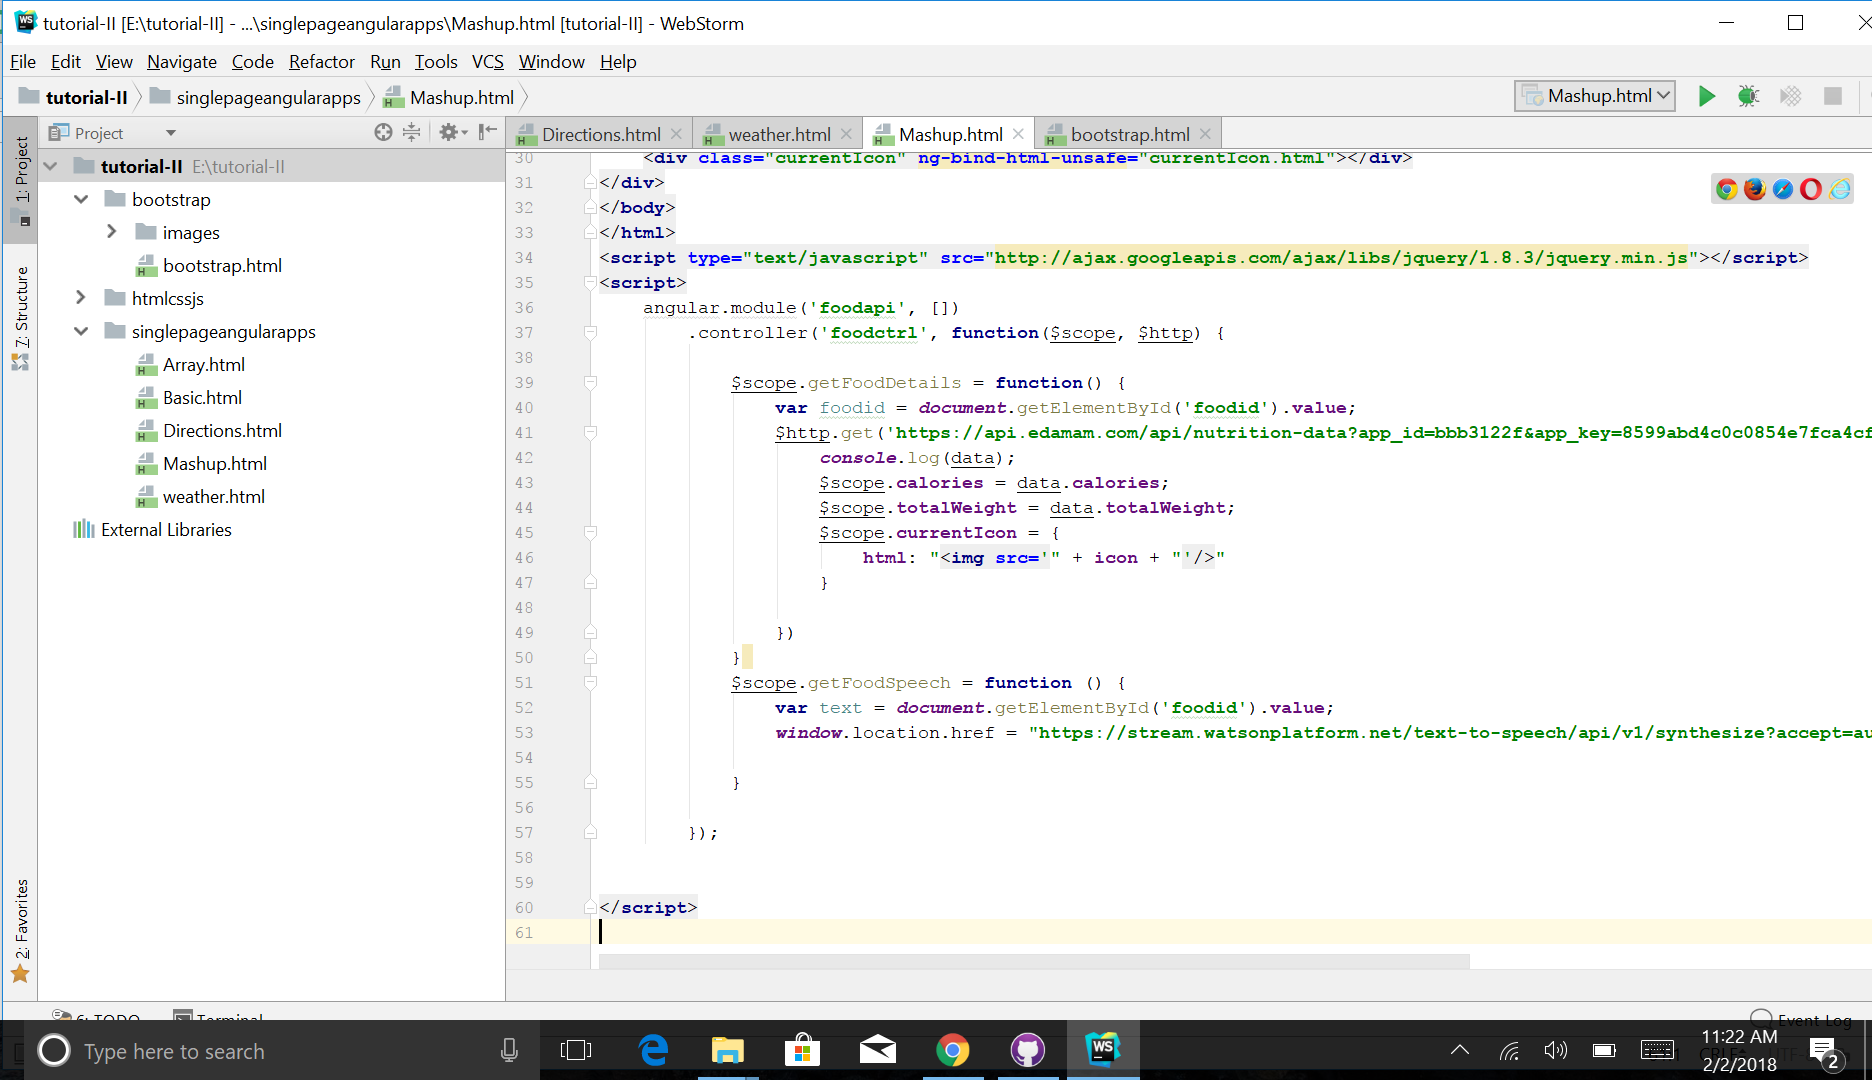 tutorial-II [E:\tutorial-II] - ...\singlepageangularapps\Mashup.html [tutorial-II] - WebStorm
File Edit View Navigate Code Refactor Run Tools VCS Window Help
tutorial-II singlepageangularapps Mashup.html Mashup.html
Project Directions.html weather.html Mashup.html bootstrap.html
1: Project
7: Structure
2: Favorites
tutorial-II E:\tutorial-II
bootstrap
images
bootstrap.html
htmlcssjs
singlepageangularapps
Array.html
Basic.html
Directions.html
Mashup.html
weather.html
External Libraries
30 <div class="currentIcon" ng-bind-html-unsafe="currentIcon.html"></div>
31 </div>
32 </body>
33 </html>
34 <script type="text/javascript" src="http://ajax.googleapis.com/ajax/libs/jquery/1.8.3/jquery.min.js"></script>
35 <script>
36 angular.module('foodapi', [])
37 .controller('foodctrl', function($scope, $http) {
38
39 $scope.getFoodDetails = function() {
40 var foodid = document.getElementById('foodid').value;
41 $http.get('https://api.edamam.com/api/nutrition-data?app_id=bbb3122f&app_key=8599abd4c0c0854e7fca4cf
42 console.log(data);
43 $scope.calories = data.calories;
44 $scope.totalWeight = data.totalWeight;
45 $scope.currentIcon = {
46 html: "<img src='" + icon + "'/>"
47 }
48
49 })
50 }
51 $scope.getFoodSpeech = function () {
52 var text = document.getElementById('foodid').value;
53 window.location.href = "https://stream.watsonplatform.net/text-to-speech/api/v1/synthesize?accept=au
54
55 }
56
57 });
58
59
60 </script>
61
6: TODO Terminal Event Log
Type here to search
WS
11:22 AM
2/2/2018
2